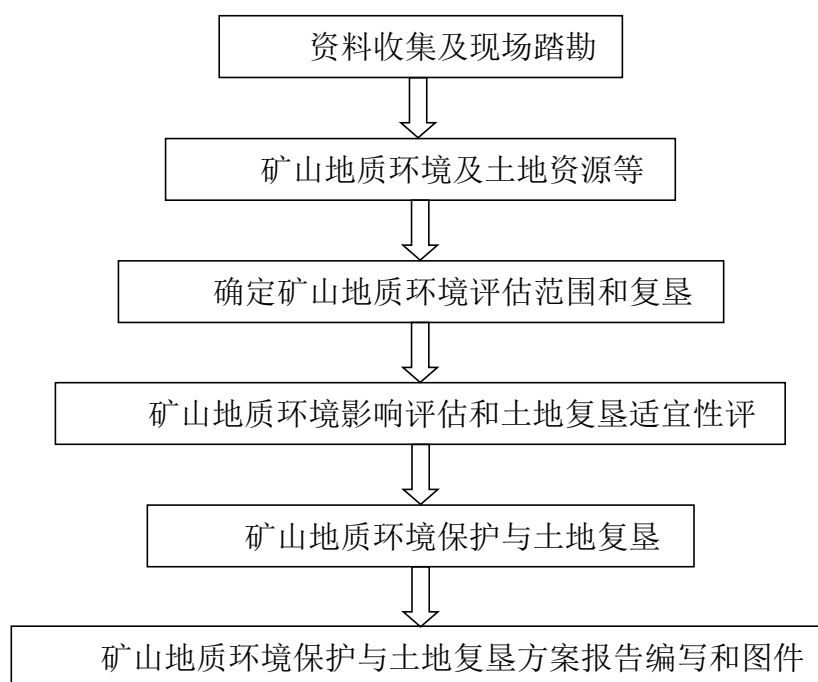 资料收集及现场踏勘
矿山地质环境及土地资源等
确定矿山地质环境评估范围和复垦
矿山地质环境影响评估和土地复垦适宜性评
矿山地质环境保护与土地复垦
矿山地质环境保护与土地复垦方案报告编写和图件